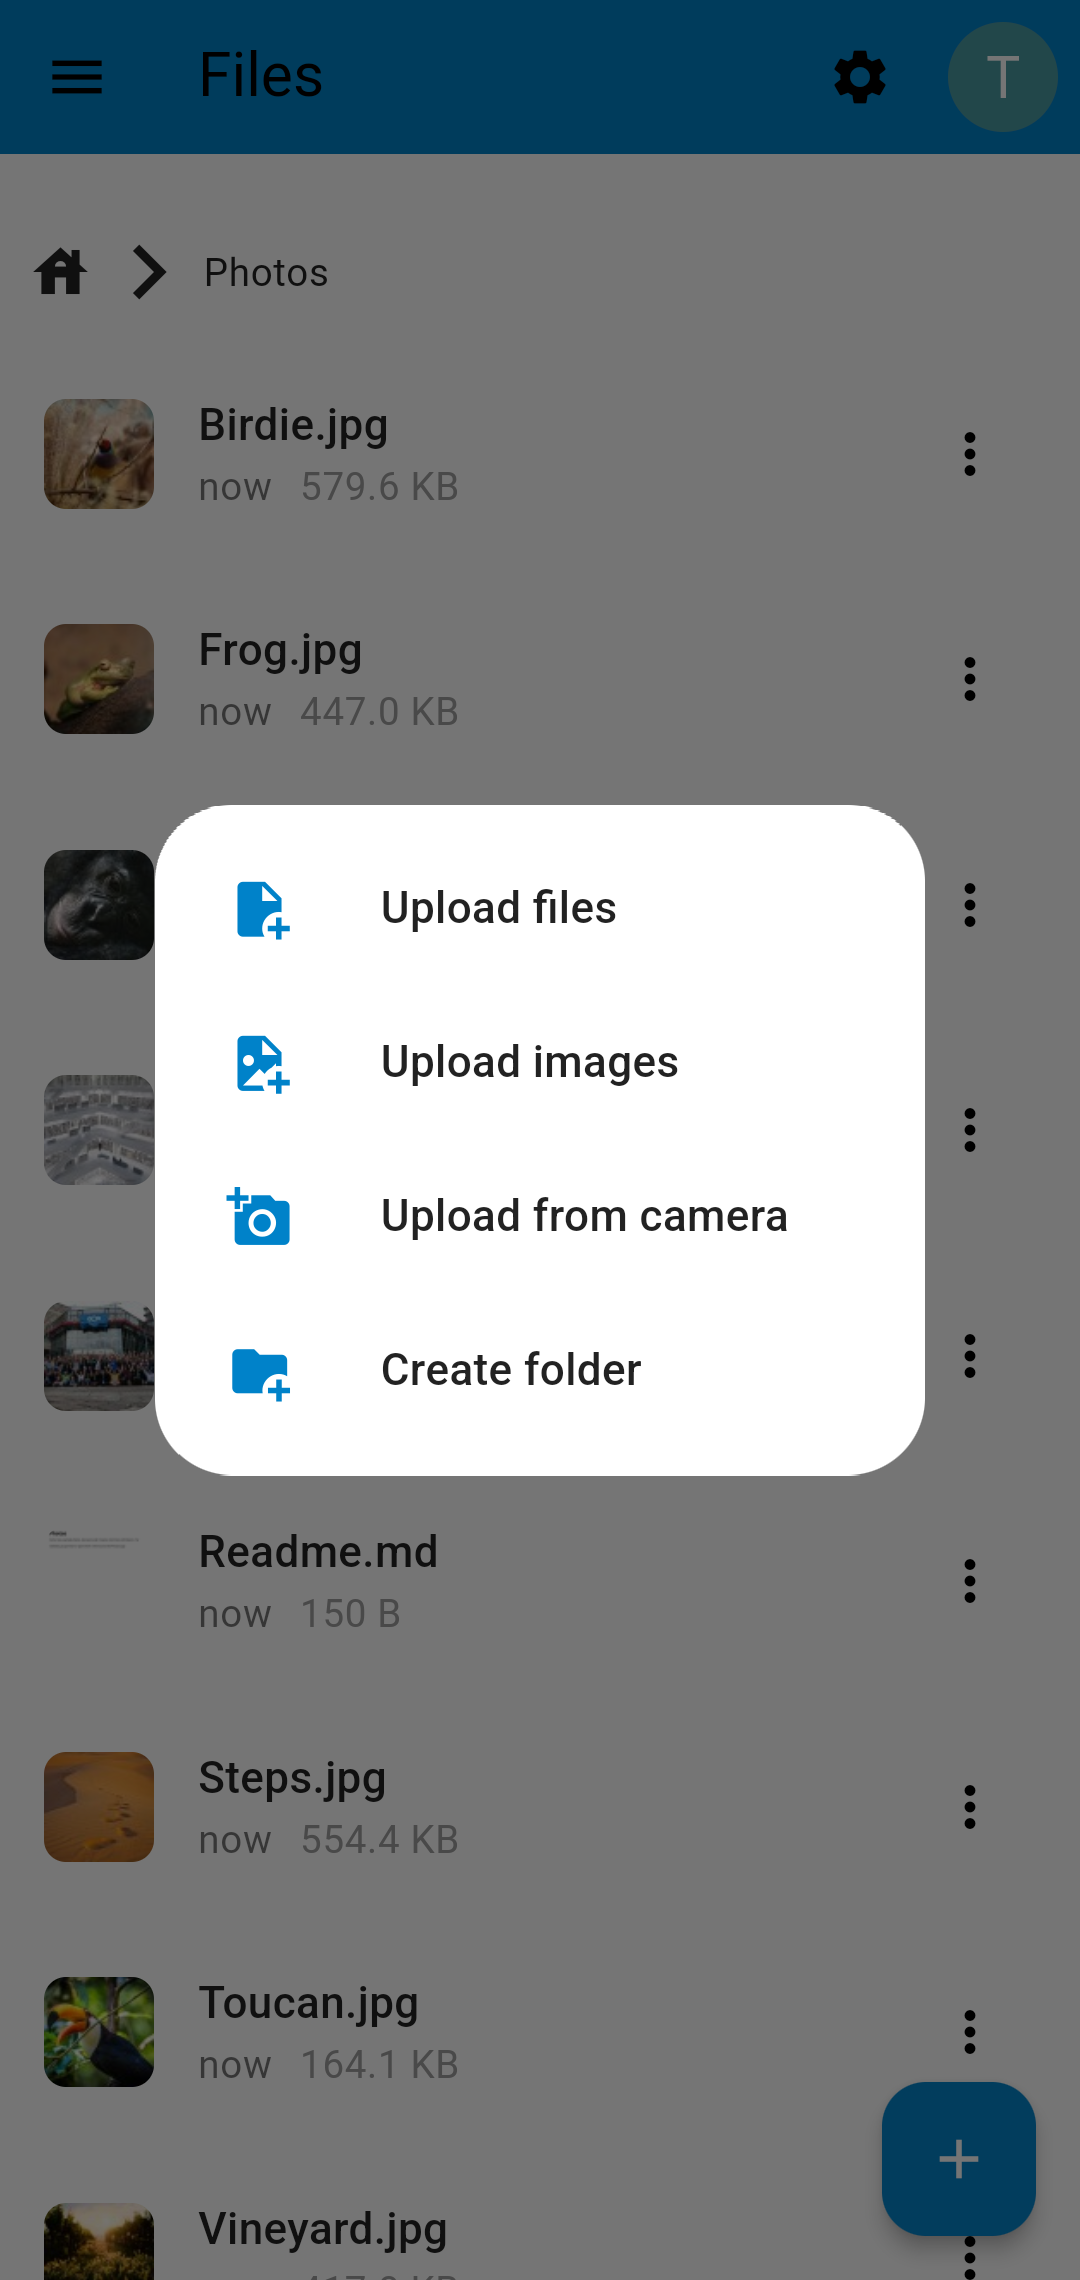 Files
T
Photos
Birdie.jpg
now 579.6 KB
Frog.jpg
now 447.0 KB
Upload files
Upload images
Upload from camera
Create folder
Readme.md
now 150 B
Steps.jpg
now 554.4 KB
Toucan.jpg
now 164.1 KB
Vineyard.jpg